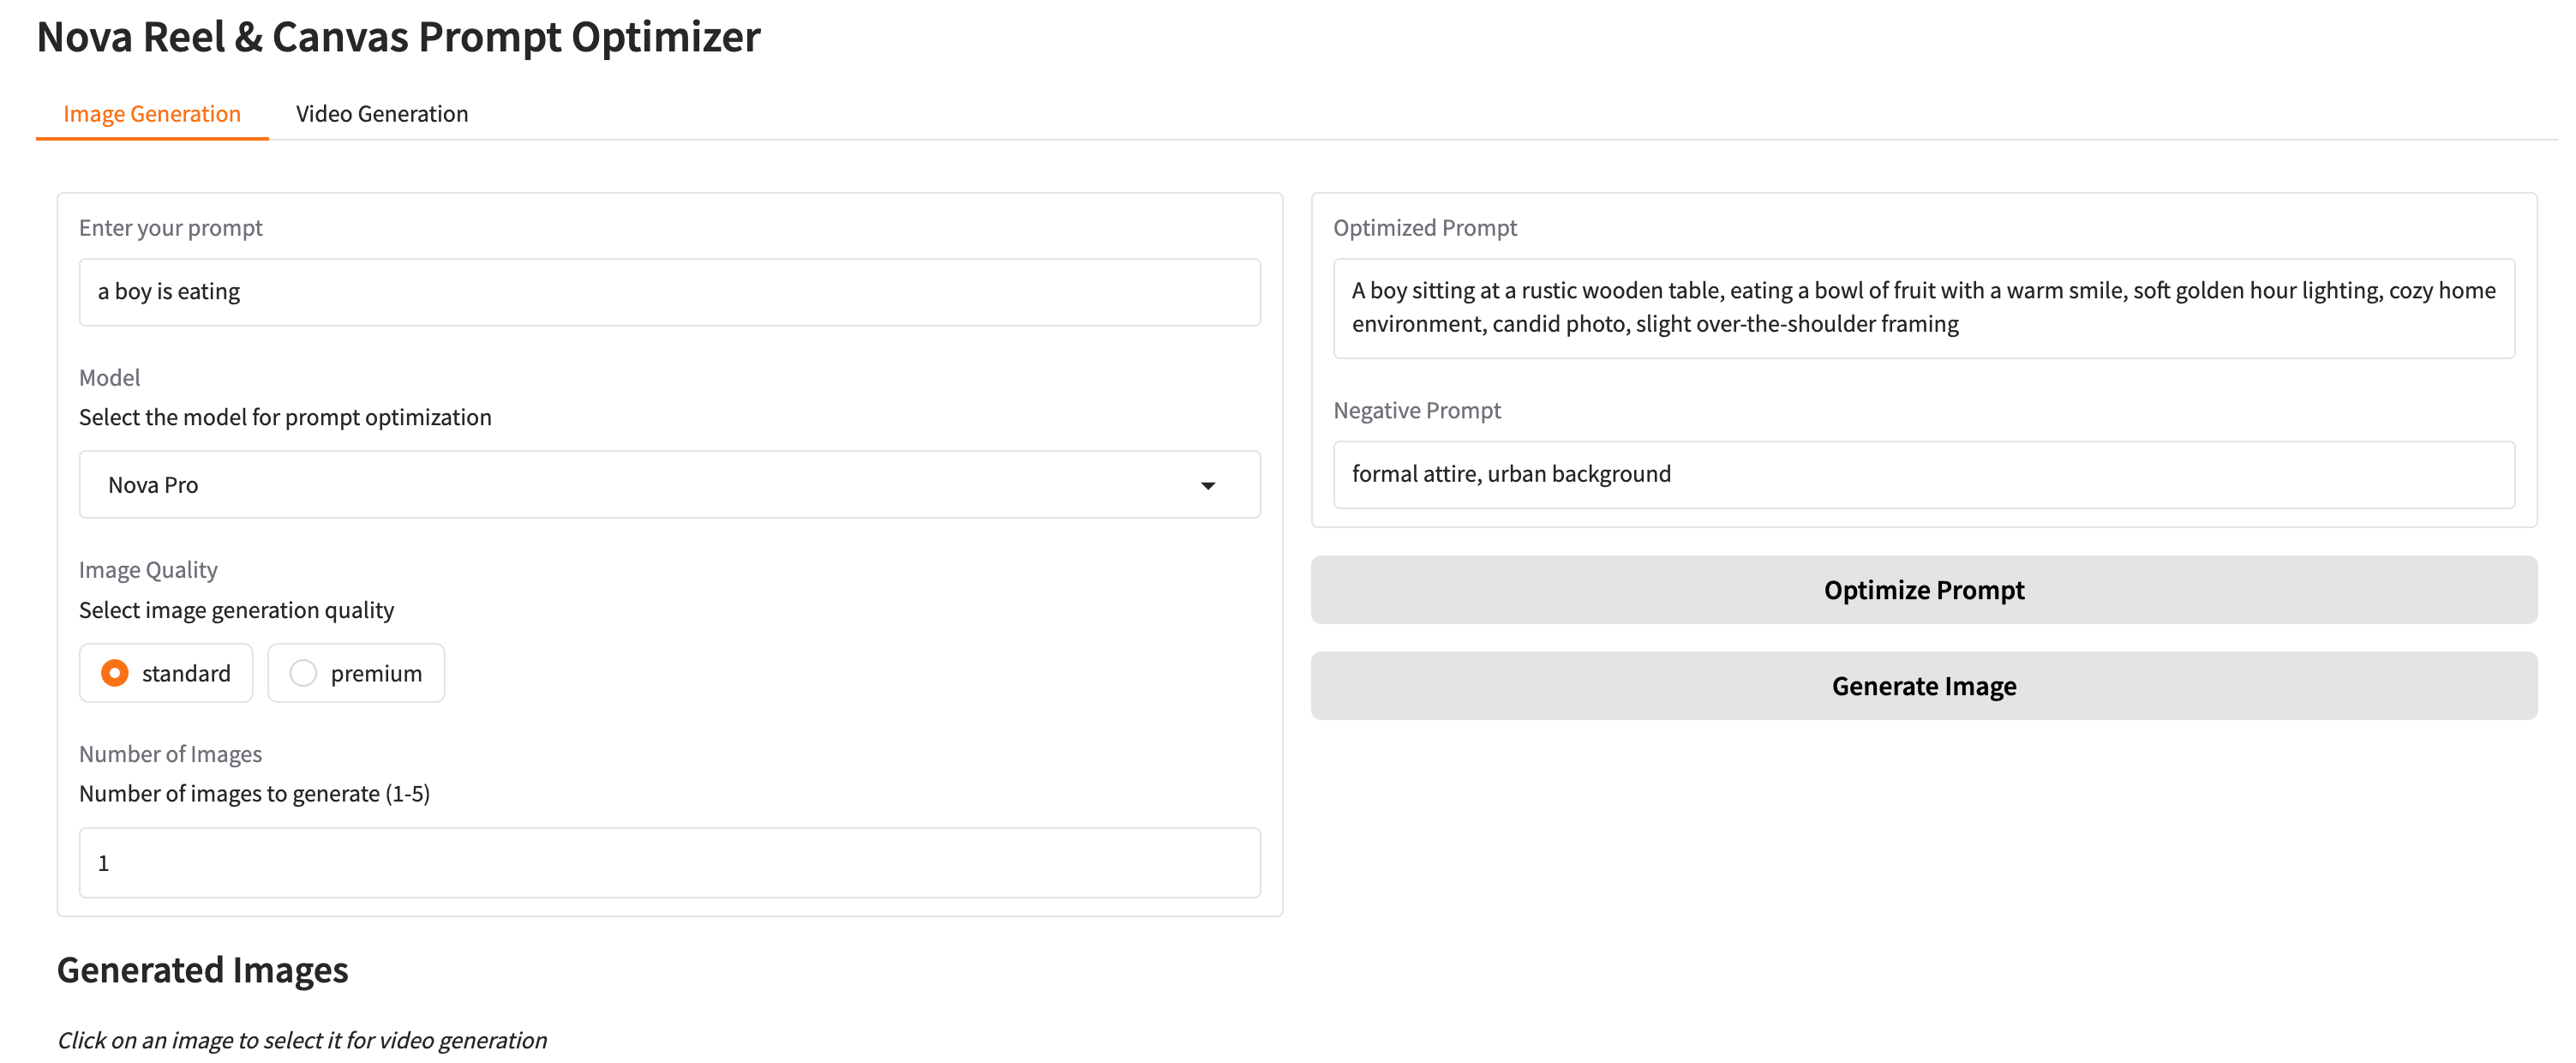 Nova Reel & Canvas Prompt Optimizer
Image Generation
Video Generation
Enter your prompt
a boy is eating
Model
Select the model for prompt optimization
Nova Pro
Image Quality
Select image generation quality
standard
premium
Number of Images
Number of images to generate (1-5)
1
Optimized Prompt
A boy sitting at a rustic wooden table, eating a bowl of fruit with a warm smile, soft golden hour lighting, cozy home
environment, candid photo, slight over-the-shoulder framing
Negative Prompt
formal attire, urban background
Optimize Prompt
Generate Image
Generated Images
Click on an image to select it for video generation